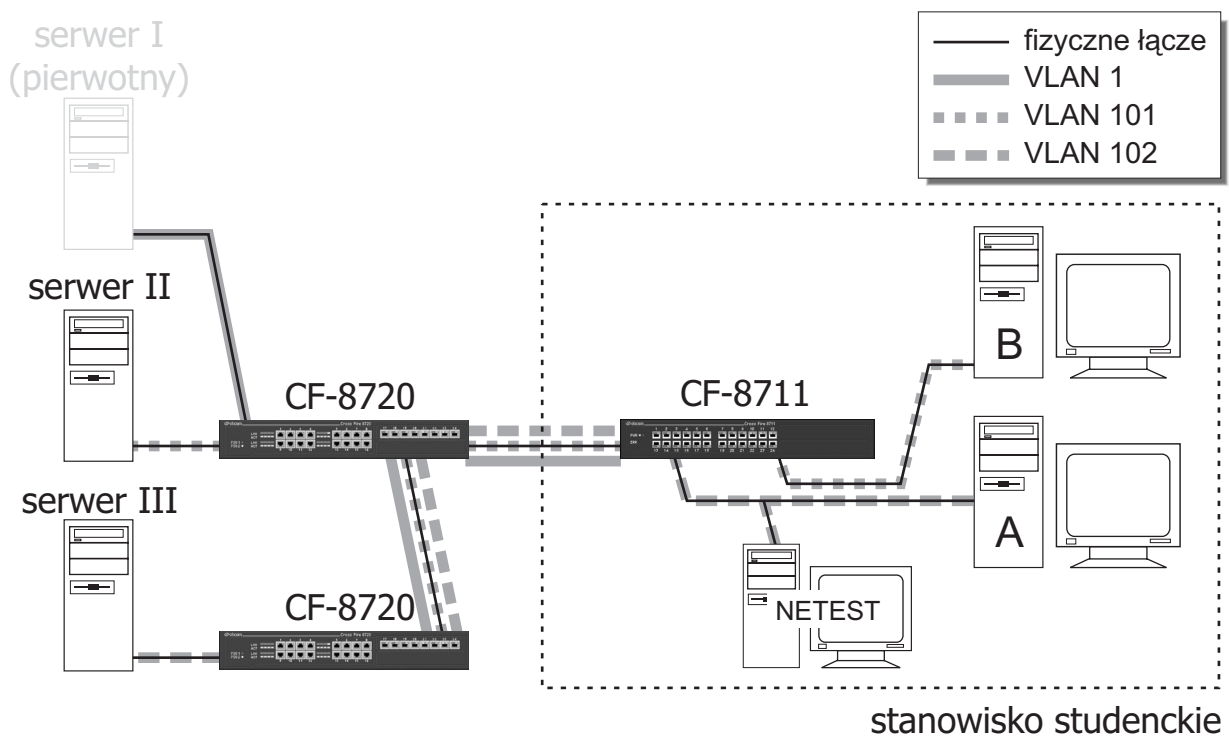 serwer I
(pierwotny)
fizyczne łącze
VLAN 1
VLAN 101
VLAN 102
serwer II
CF-8720
CF-8711
B
serwer III
CF-8720
A
NETEST
stanowisko studenckie